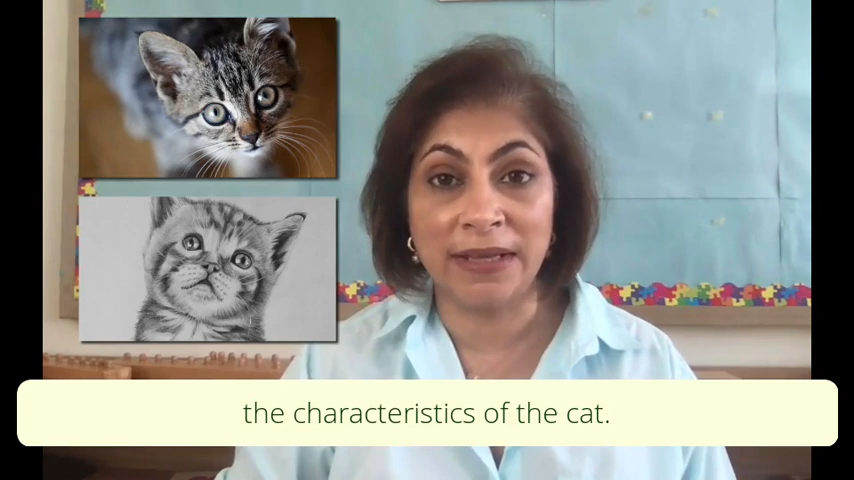 the characteristics of the cat.